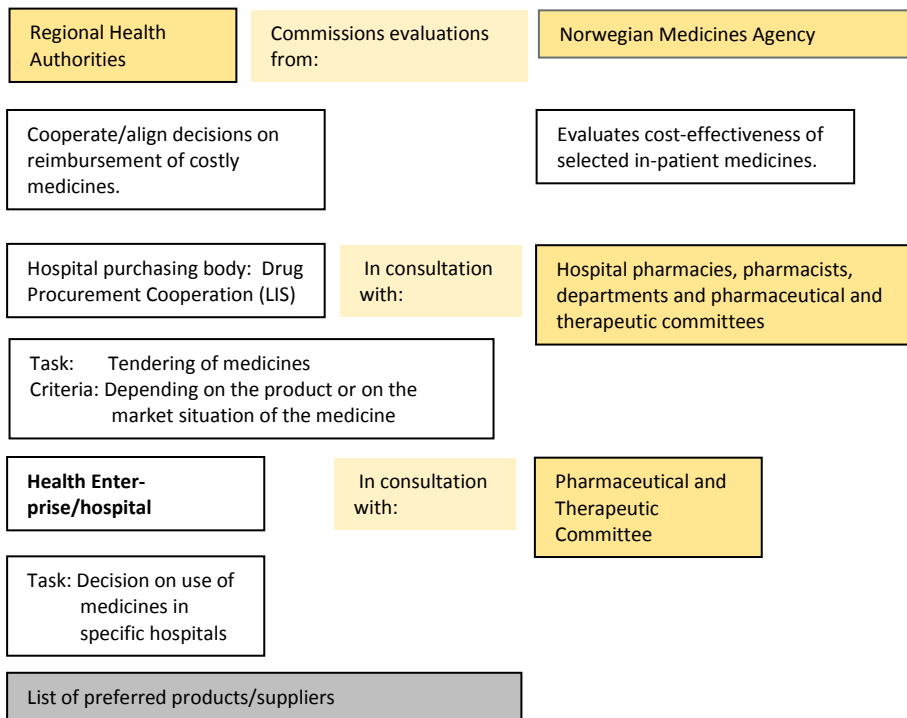 Regional Health
Authorities
Commissions evaluations
from:
Norwegian Medicines Agency
Cooperate/align decisions on
reimbursement of costly
medicines.
Evaluates cost-effectiveness of
selected in-patient medicines.
Hospital purchasing body: Drug
Procurement Cooperation (LIS)
In consultation
with:
Hospital pharmacies, pharmacists,
departments and pharmaceutical and
therapeutic committees
Task: Tendering of medicines
Criteria: Depending on the product or on the
market situation of the medicine
Health Enter-
prise/hospital
In consultation
with:
Pharmaceutical and
Therapeutic
Committee
Task: Decision on use of
medicines in
specific hospitals
List of preferred products/suppliers